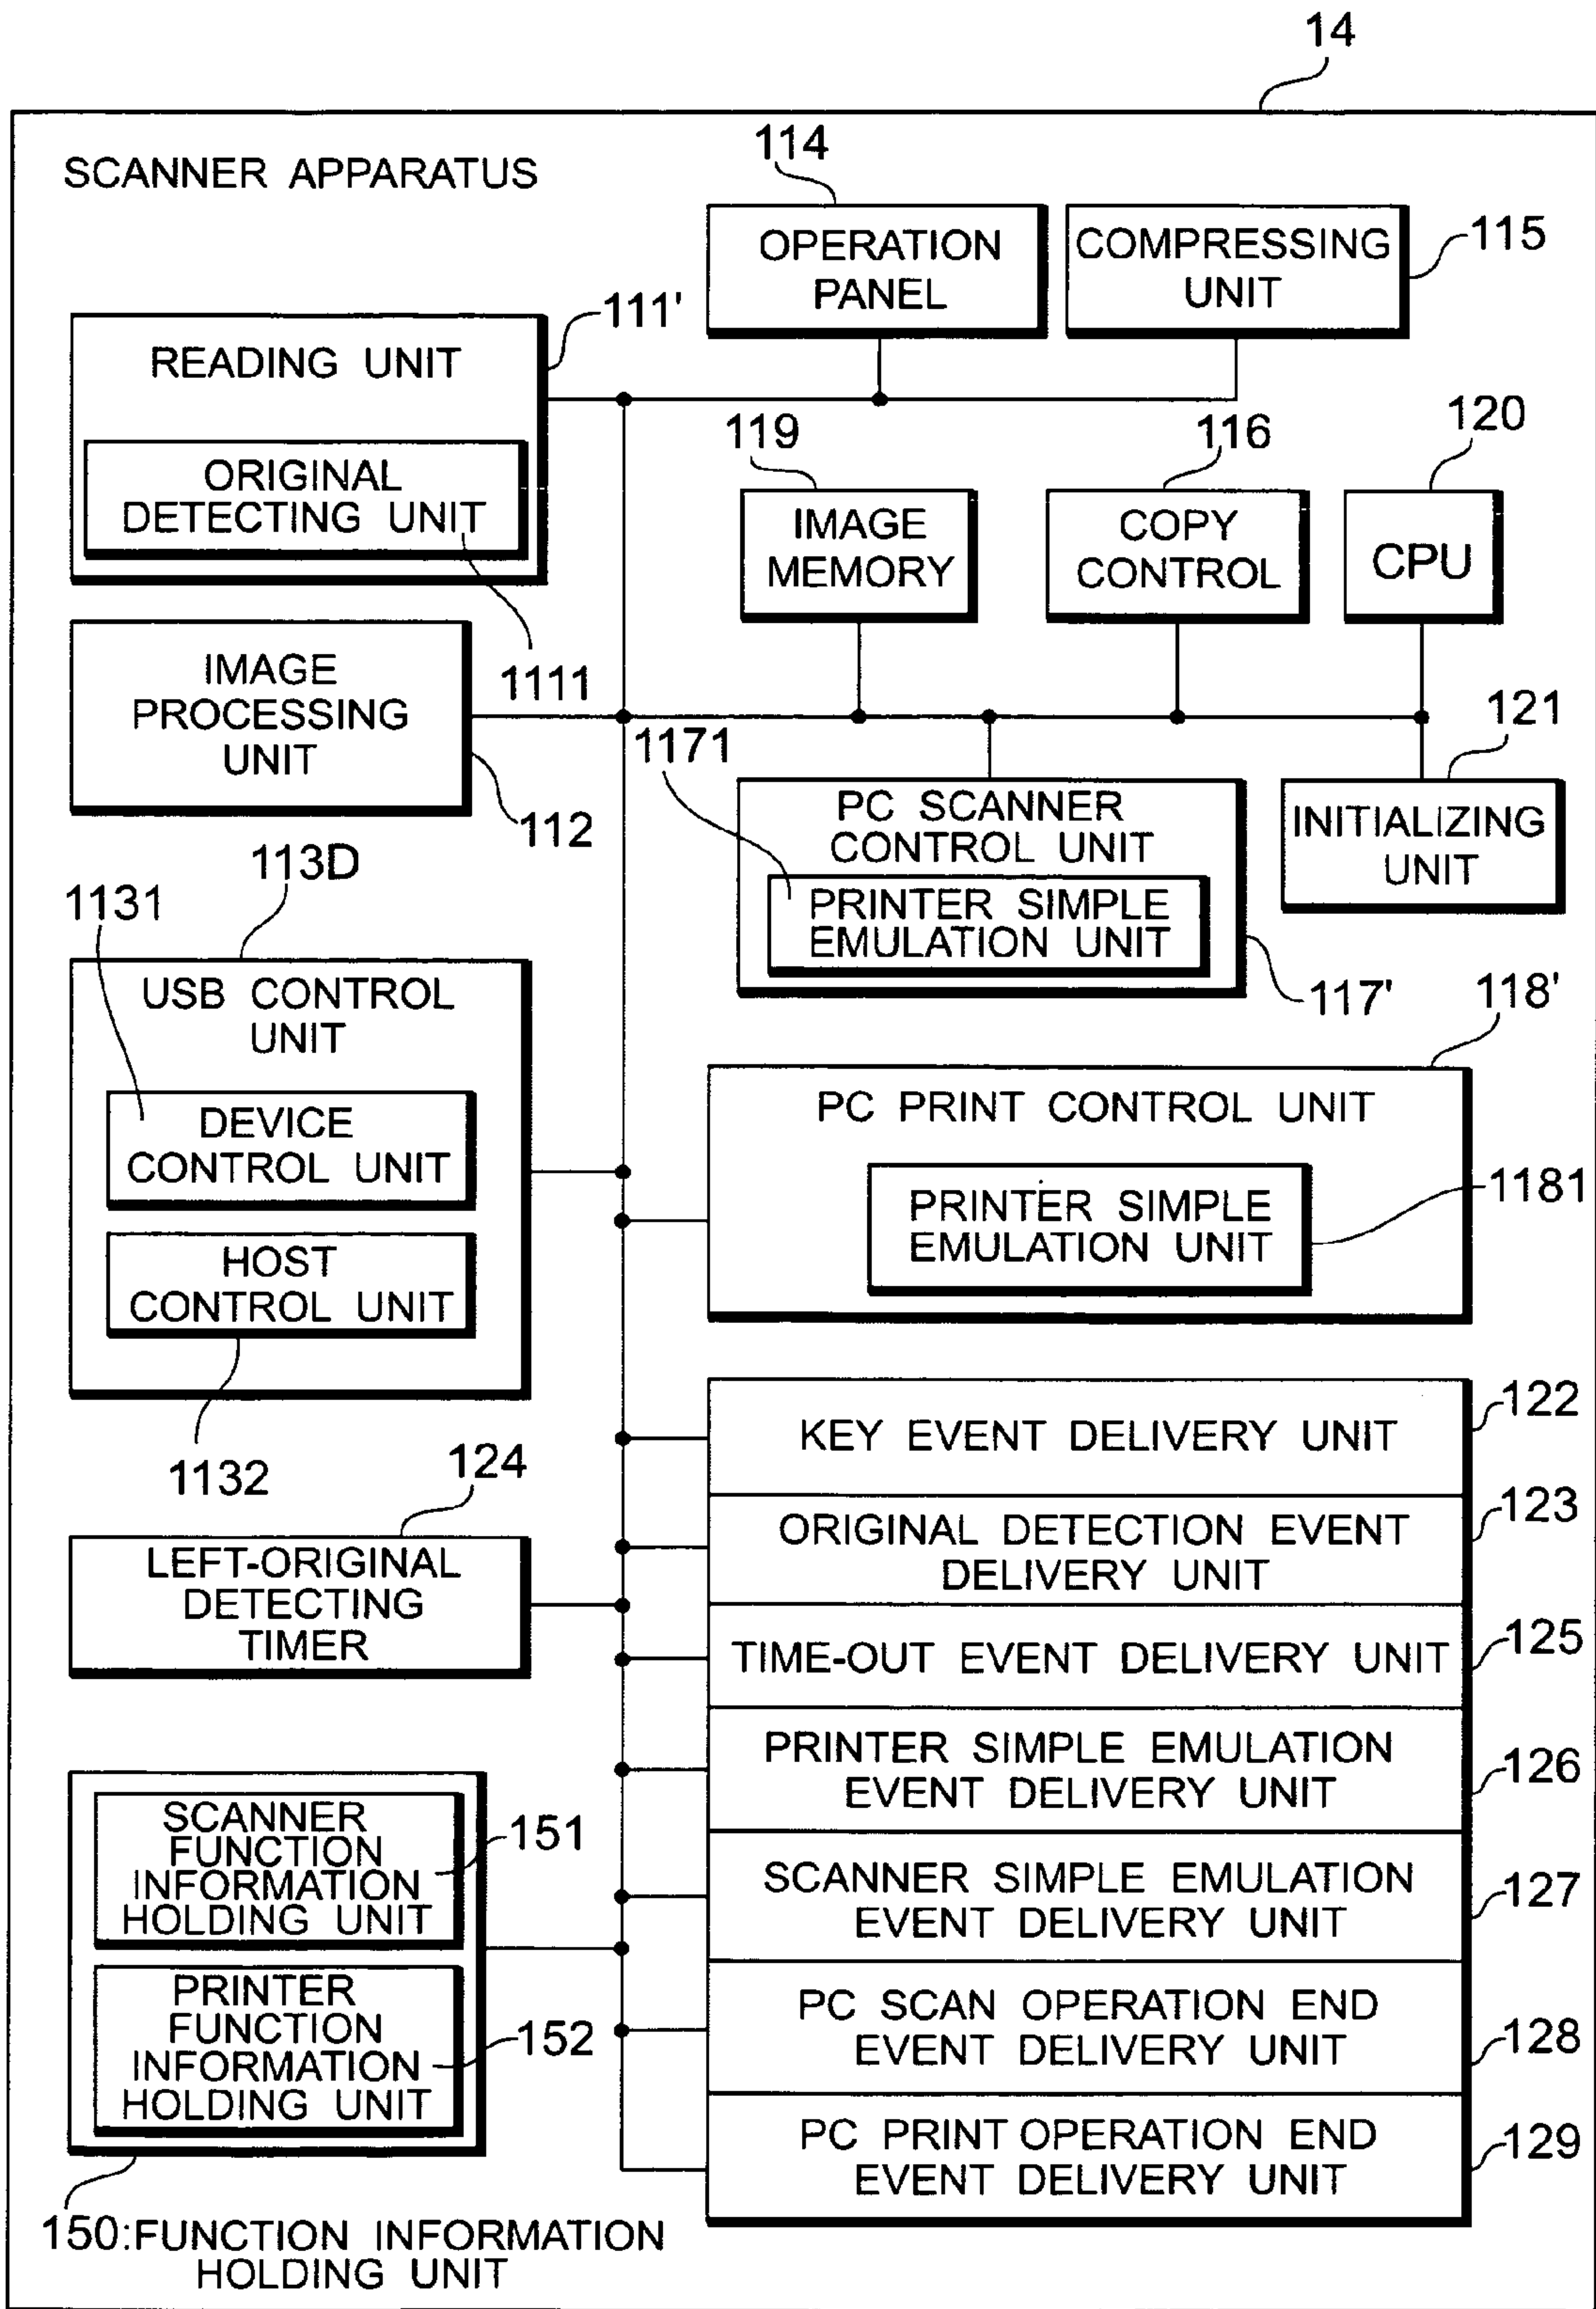 14
SCANNER APPARATUS
114
OPERATION
PANEL
COMPRESSING
UNIT
115
111'
READING UNIT
ORIGINAL
DETECTING UNIT
1111
119
IMAGE
MEMORY
116
COPY
CONTROL
120
CPU
IMAGE
PROCESSING
UNIT
112
1171
PC SCANNER
CONTROL UNIT
PRINTER SIMPLE
EMULATION UNIT
117'
121
INITIALIZING
UNIT
113D
1131
USB CONTROL
UNIT
DEVICE
CONTROL UNIT
HOST
CONTROL UNIT
1132
118'
PC PRINT CONTROL UNIT
PRINTER SIMPLE
EMULATION UNIT
1181
124
LEFT-ORIGINAL
DETECTING
TIMER
KEY EVENT DELIVERY UNIT
122
ORIGINAL DETECTION EVENT
DELIVERY UNIT
123
TIME-OUT EVENT DELIVERY UNIT
125
PRINTER SIMPLE EMULATION
EVENT DELIVERY UNIT
126
SCANNER SIMPLE EMULATION
EVENT DELIVERY UNIT
127
PC SCAN OPERATION END
EVENT DELIVERY UNIT
128
PC PRINT OPERATION END
EVENT DELIVERY UNIT
129
SCANNER
FUNCTION
INFORMATION
HOLDING UNIT
151
PRINTER
FUNCTION
INFORMATION
HOLDING UNIT
152
150:FUNCTION INFORMATION
HOLDING UNIT